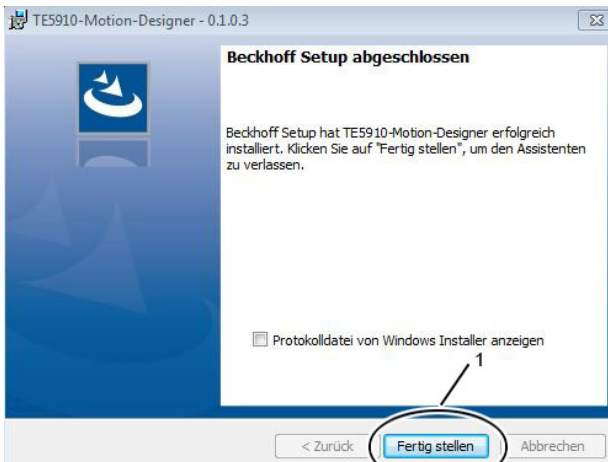 TE5910-Motion-Designer - 0.1.0.3
Beckhoff Setup abgeschlossen
Beckhoff Setup hat TE5910-Motion-Designer erfolgreich
installiert. Klicken Sie auf "Fertig stellen", um den Assistenten
zu verlassen.
Protokolldatei von Windows Installer anzeigen
1
< Zurück
Fertig stellen
Abbrechen